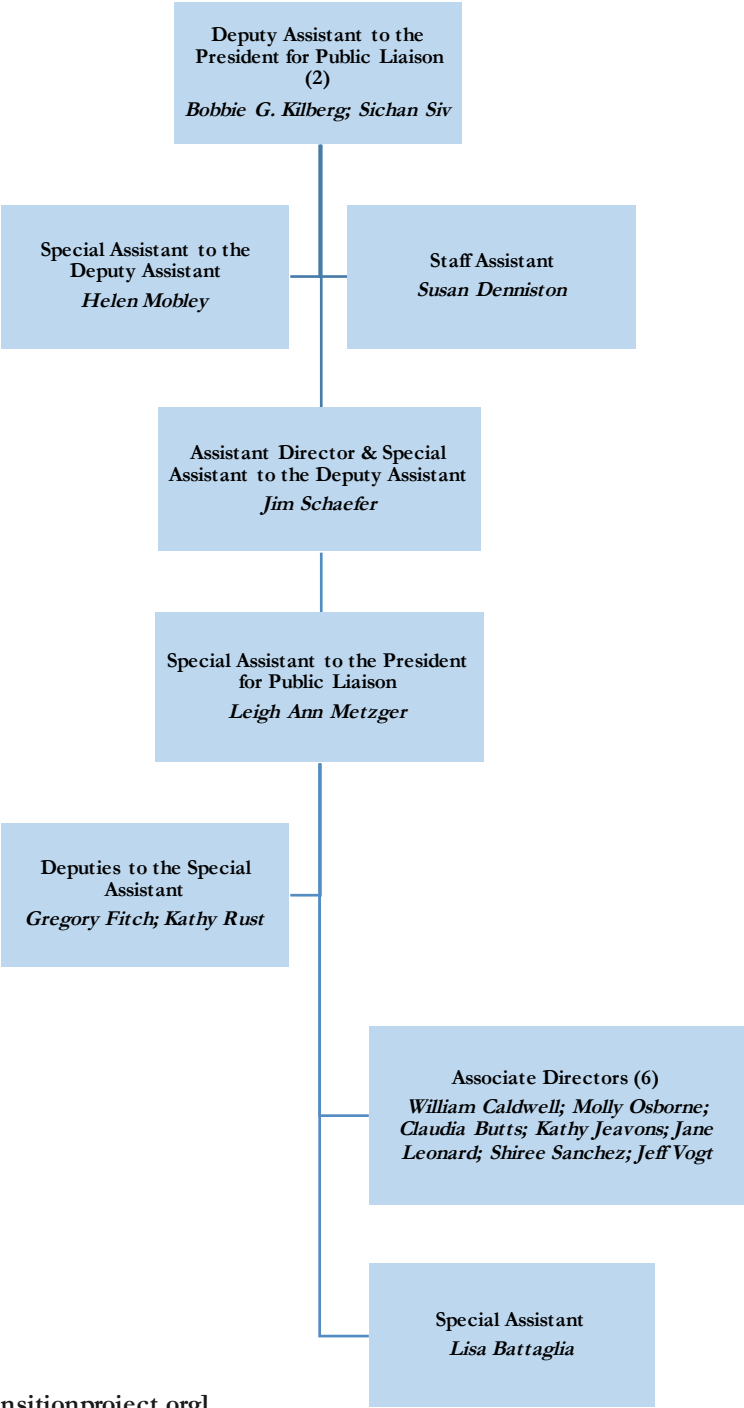 Deputy Assistant to the
President for Public Liaison
(2)
Bobbie G. Kilberg; Sichan Siv
Special Assistant to the
Deputy Assistant
Helen Mobley
Staff Assistant
Susan Denniston
Assistant Director & Special
Assistant to the Deputy Assistant
Jim Schaefer
Special Assistant to the President
for Public Liaison
Leigh Ann Metzger
Deputies to the Special
Assistant
Gregory Fitch; Kathy Rust
Associate Directors (6)
William Caldwell; Molly Osborne;
Claudia Butts; Kathy Jeavons; Jane
Leonard; Shiree Sanchez; Jeff Vogt
Special Assistant
Lisa Battaglia
nsitionproject.org]